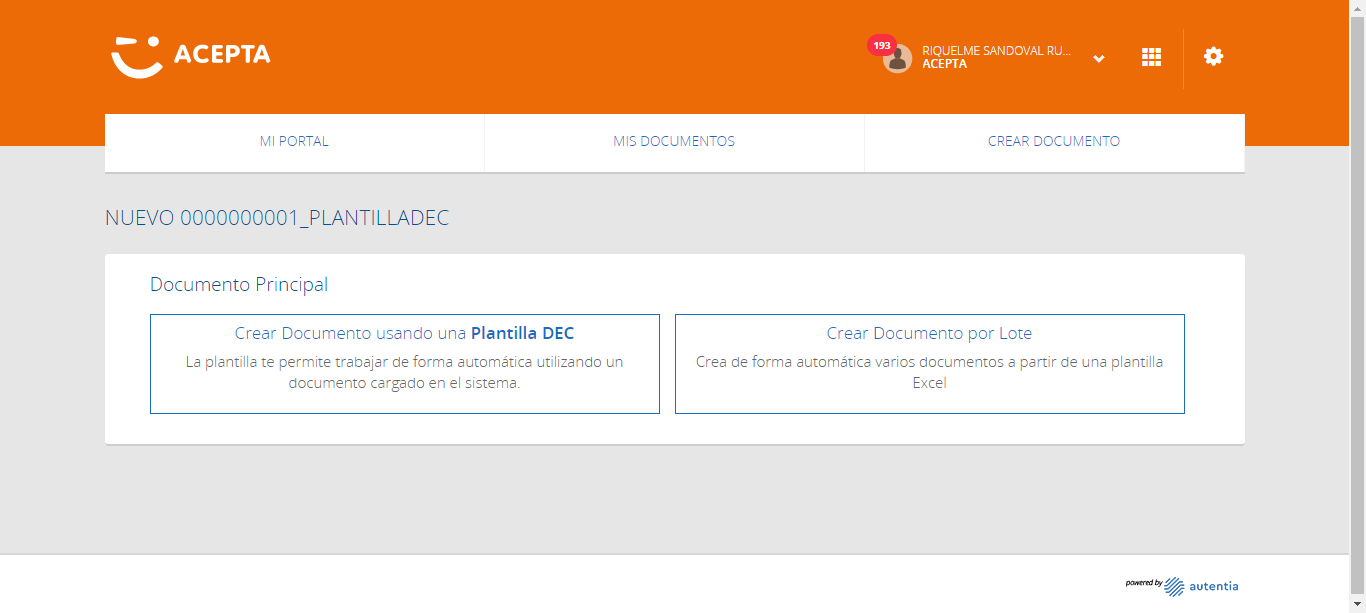 ACEPTA
193
RIQUELME SANDOVAL RU...
ACEPTA
MI PORTAL
MIS DOCUMENTOS
CREAR DOCUMENTO
NUEVO 0000000001_PLANTILLADEC
Documento Principal
Crear Documento usando una Plantilla DEC
La plantilla te permite trabajar de forma automática utilizando un
documento cargado en el sistema.
Crear Documento por Lote
Crea de forma automática varios documentos a partir de una plantilla
Excel
powered by autentia